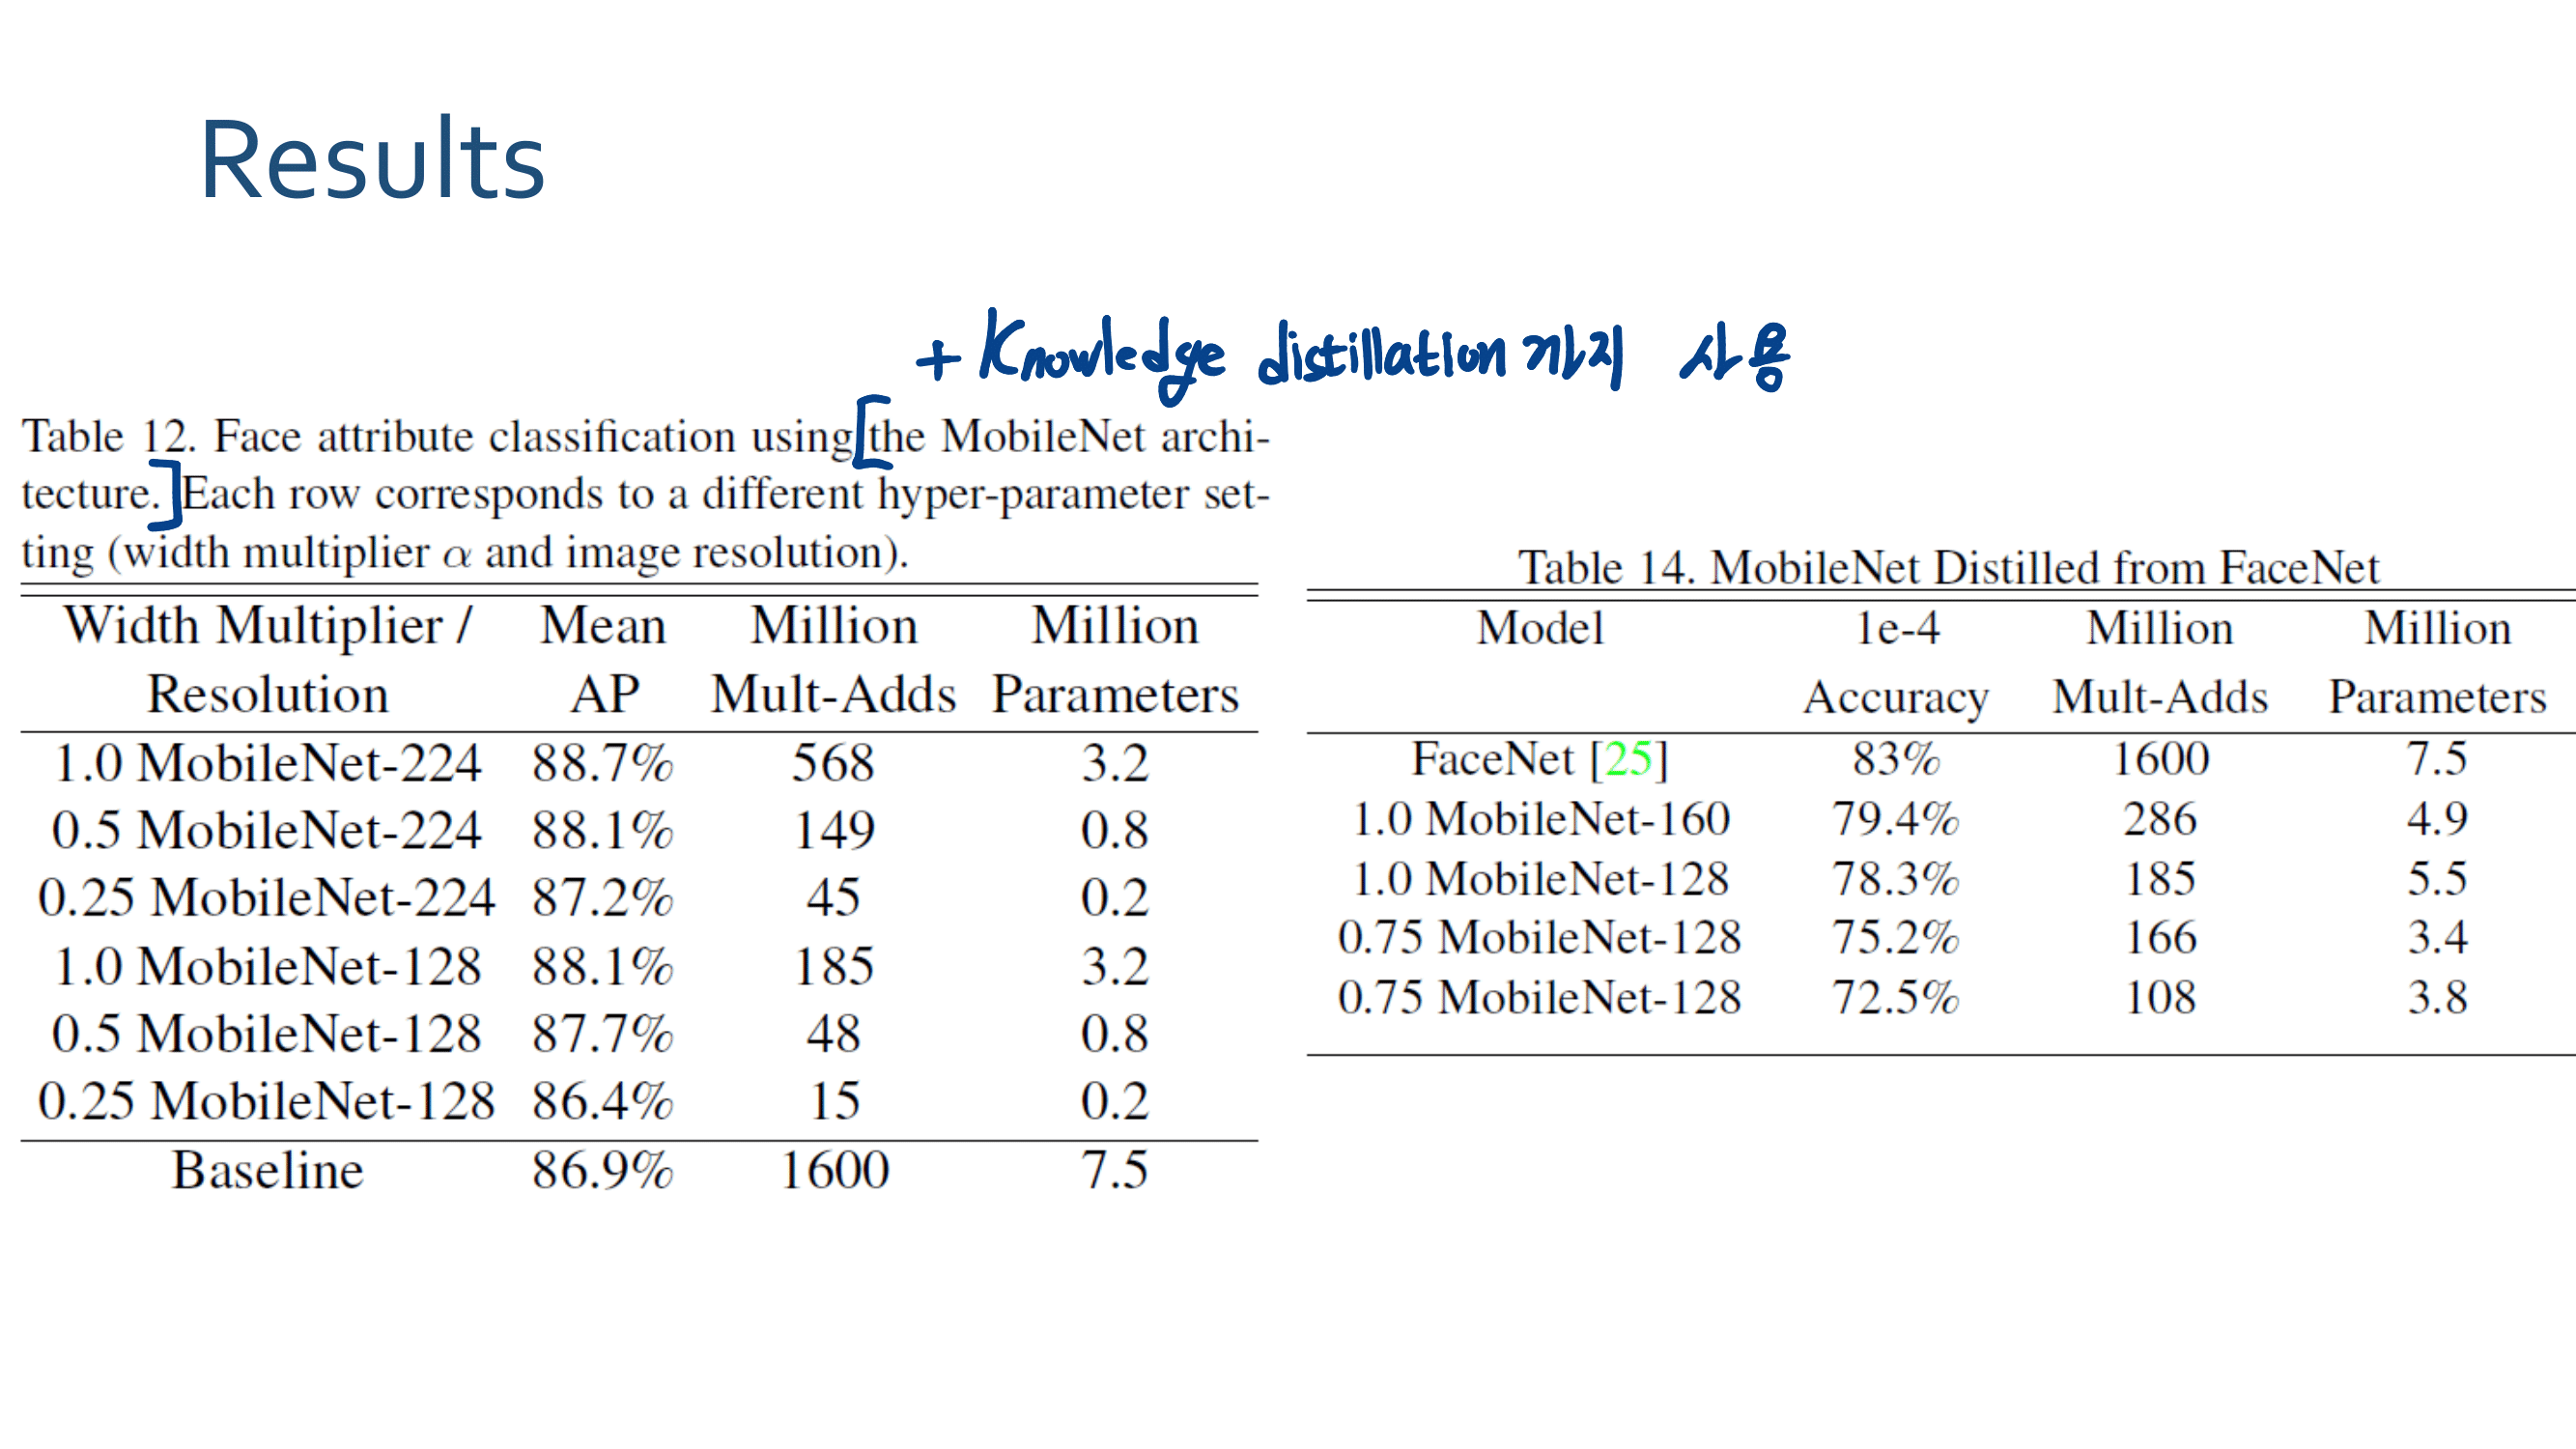 Results
+ Knowledge distillation 까지 사용
Table 12. Face attribute classification using [the MobileNet archi-
tecture.] Each row corresponds to a different hyper-parameter set-
ting (width multiplier α and image resolution).
Width Multiplier / Mean Million Million
Resolution AP Mult-Adds Parameters
1.0 MobileNet-224 88.7% 568 3.2
0.5 MobileNet-224 88.1% 149 0.8
0.25 MobileNet-224 87.2% 45 0.2
1.0 MobileNet-128 88.1% 185 3.2
0.5 MobileNet-128 87.7% 48 0.8
0.25 MobileNet-128 86.4% 15 0.2
Baseline 86.9% 1600 7.5
Table 14. MobileNet Distilled from FaceNet
Model 1e-4 Million Million
Accuracy Mult-Adds Parameters
FaceNet [25] 83% 1600 7.5
1.0 MobileNet-160 79.4% 286 4.9
1.0 MobileNet-128 78.3% 185 5.5
0.75 MobileNet-128 75.2% 166 3.4
0.75 MobileNet-128 72.5% 108 3.8